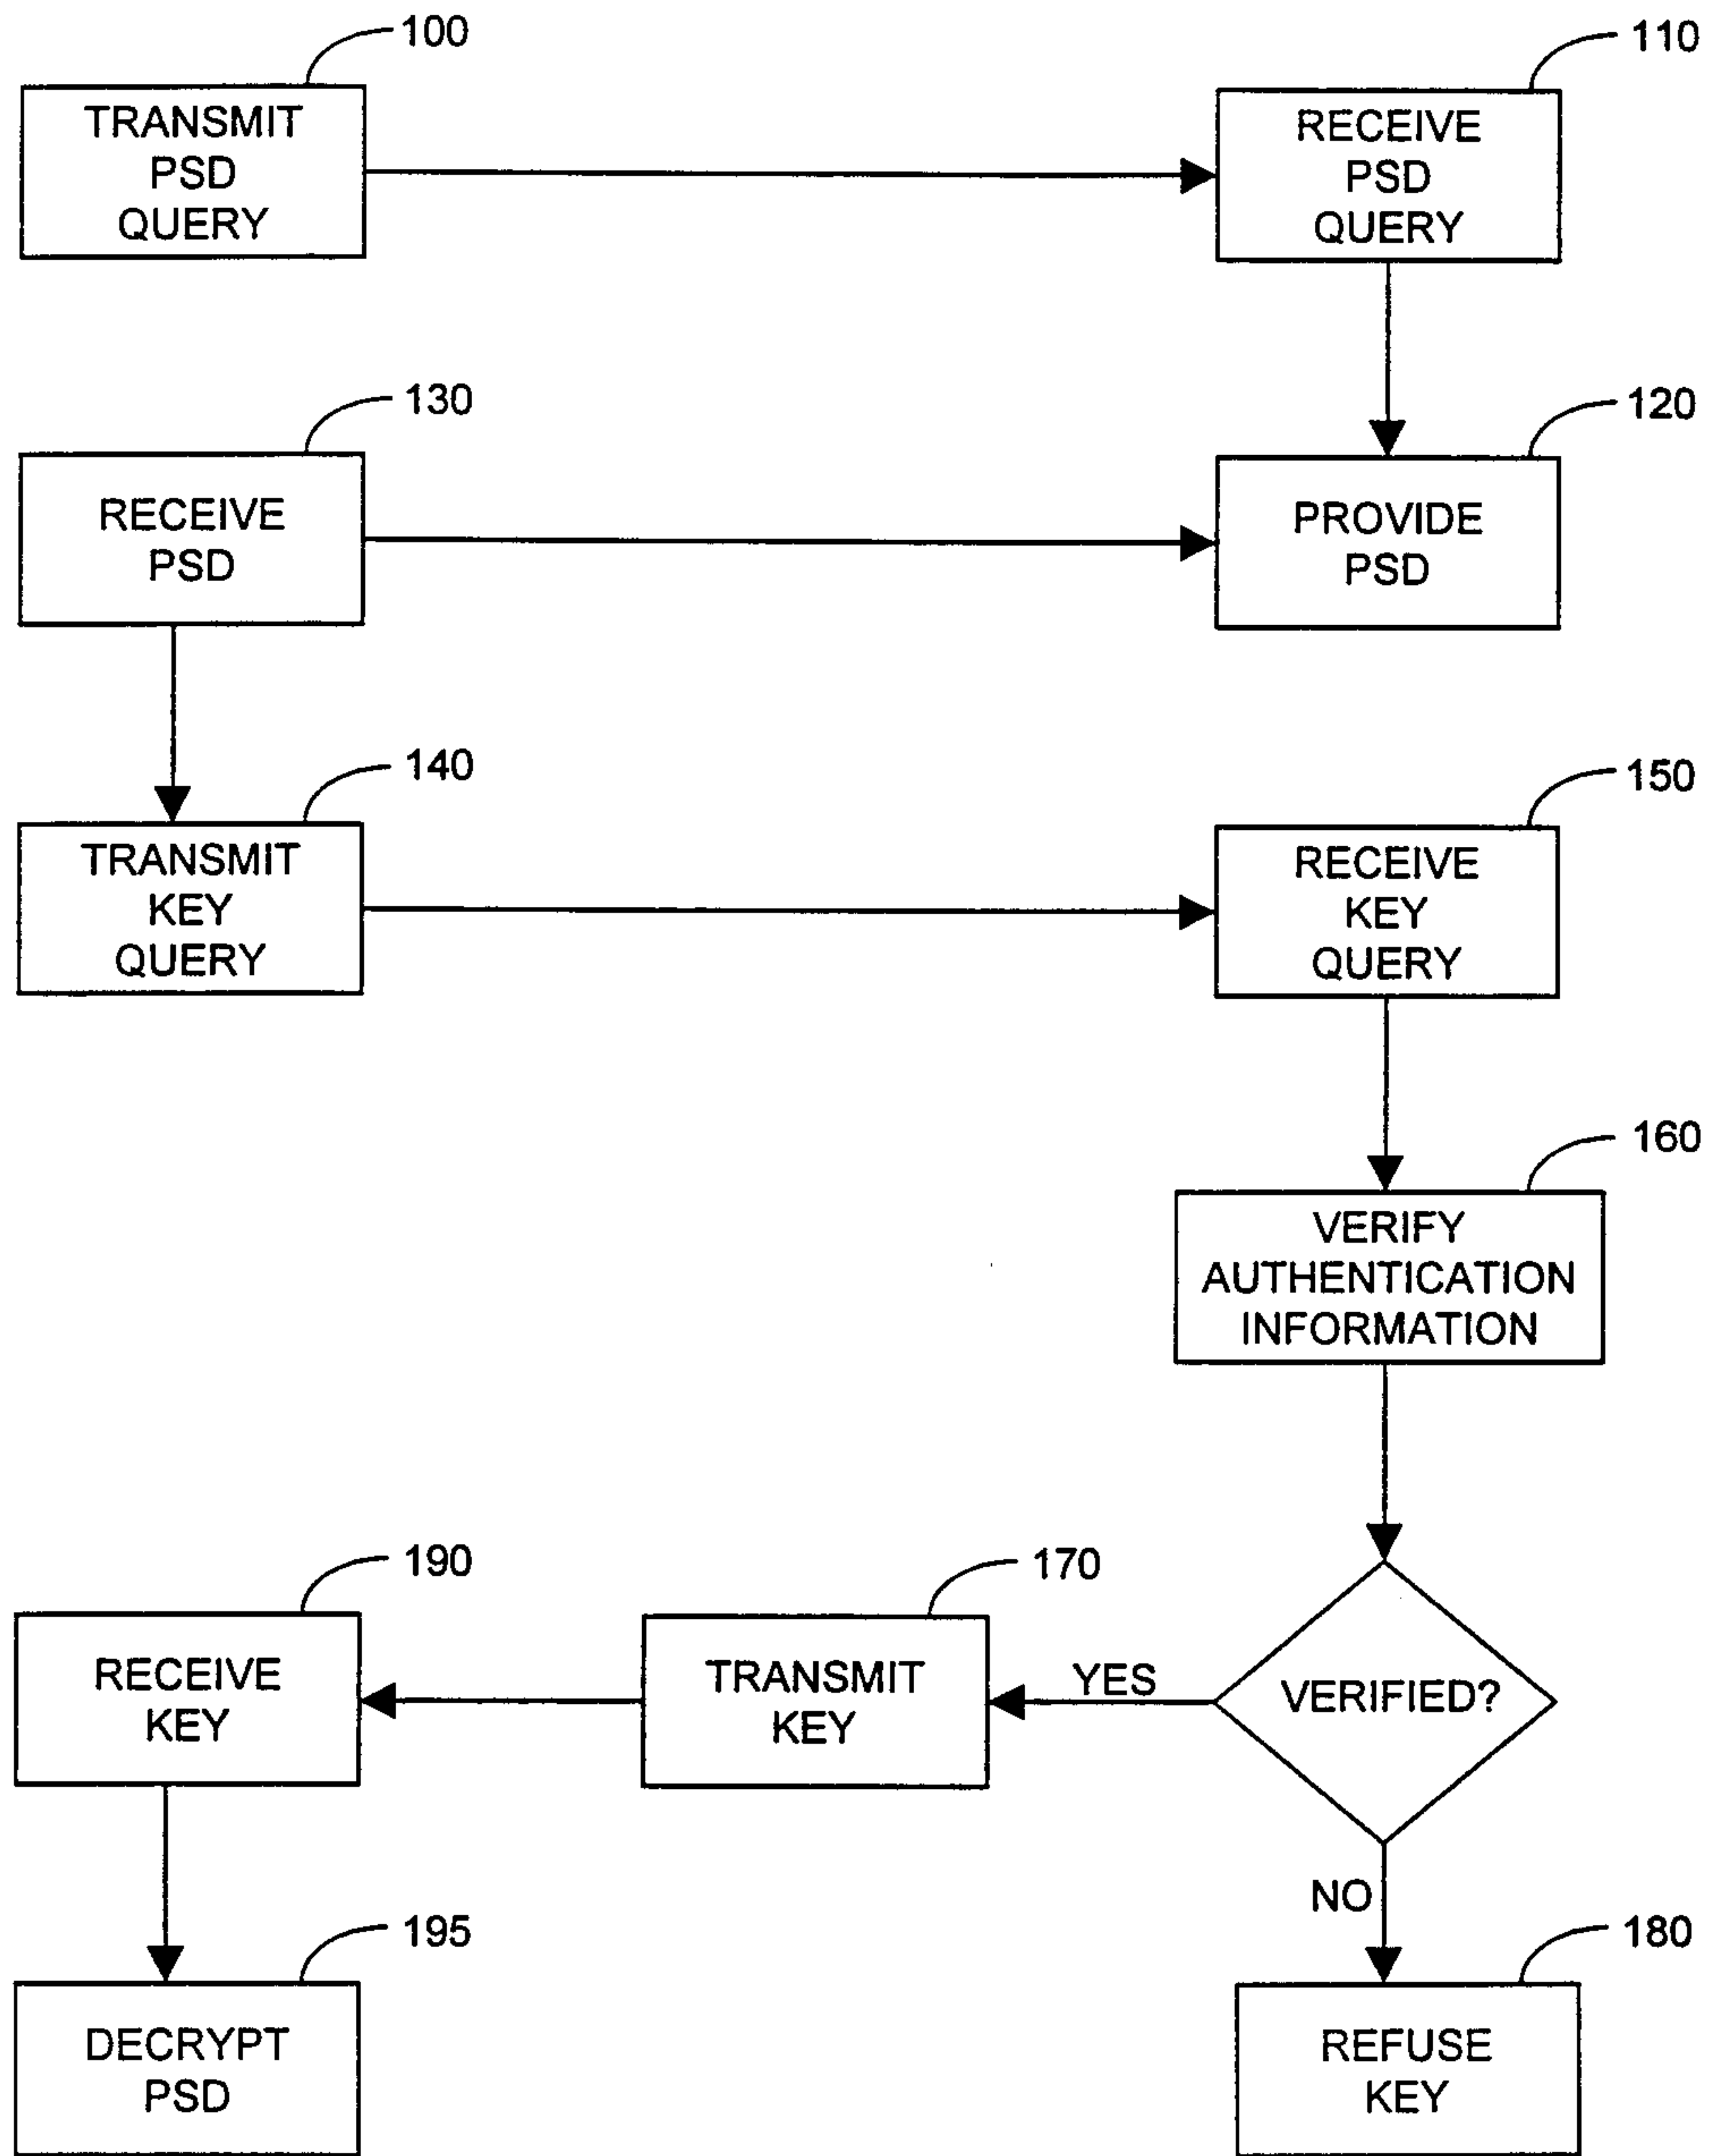 100
TRANSMIT
PSD
QUERY
110
RECEIVE
PSD
QUERY
130
RECEIVE
PSD
120
PROVIDE
PSD
140
TRANSMIT
KEY
QUERY
150
RECEIVE
KEY
QUERY
160
VERIFY
AUTHENTICATION
INFORMATION
190
RECEIVE
KEY
170
TRANSMIT
KEY
YES
VERIFIED?
NO
195
DECRYPT
PSD
180
REFUSE
KEY